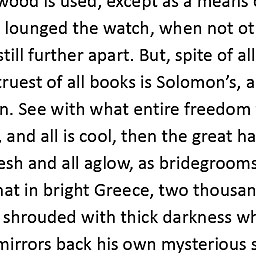 wood is used, except as a means o
lounged the watch, when not ot
still further apart. But, spite of all
truest of all books is Solomon's, a
n. See with what entire freedom
, and all is cool, then the great ha
esh and all aglow, as bridegrooms
hat in bright Greece, two thousan
shrouded with thick darkness wh
mirrors back his own mysterious s